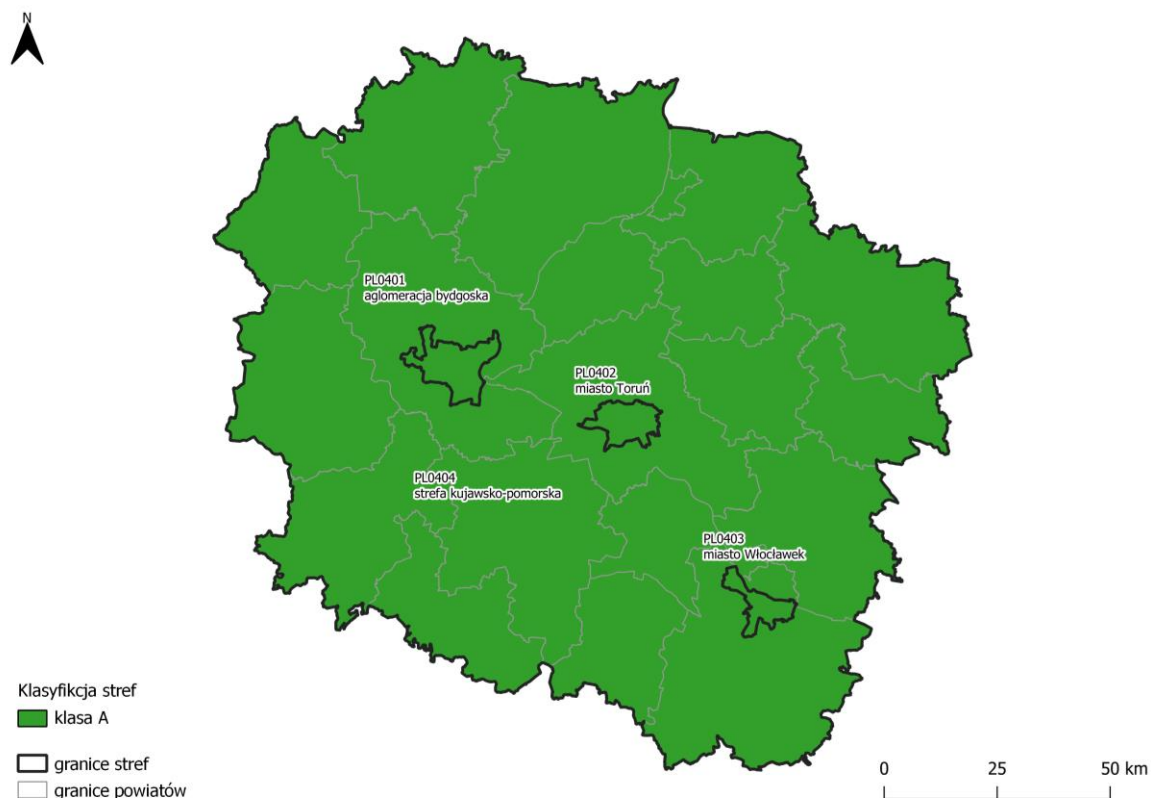 N
PL0401
aglomeracja bydgoska
PL0402
miasto Toruń
PL0404
strefa kujawsko-pomorska
PL0403
miasto Włocławek
Klasyfikcja stref
klasa A
granice stref
granice powiatów
0 25 50 km